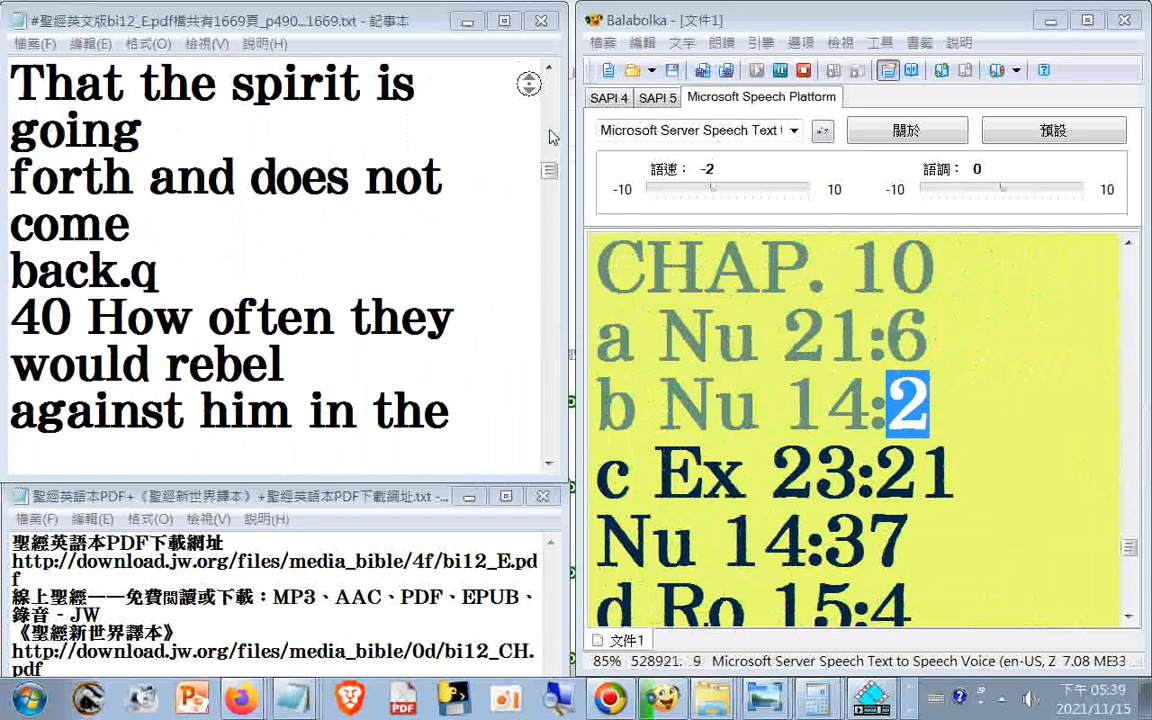 #聖經英文版bi12_E.pdf檔共有1669頁_p490...1669.txt - 記事本
檔案(F) 編輯(E) 格式(O) 檢視(V) 說明(H)
That the spirit is
going
forth and does not
come
back.q
40 How often they
would rebel
against him in the
聖經英語本PDF+《聖經新世界譯本》+聖經英語本PDF下載網址.txt - ...
檔案(F) 編輯(E) 格式(O) 檢視(V) 說明(H)
聖經英語本PDF下載網址
http://download.jw.org/files/media_bible/4f/bi12_E.pd
f
線上聖經——免費閱讀或下載：MP3、AAC、PDF、EPUB、
錄音 - JW
《聖經新世界譯本》
http://download.jw.org/files/media_bible/0d/bi12_CH.
pdf
Balabolka - [文件1]
檔案 編輯 文字 朗讀 引擎 選項 檢視 工具 書籤 說明
SAPI 4 SAPI 5 Microsoft Speech Platform
Microsoft Server Speech Text 關於 預設
語速： -2 語調： 0
-10 10 -10 10
CHAP. 10
a Nu 21:6
b Nu 14:2
c Ex 23:21
Nu 14:37
d Ro 15:4
文件1
85% 528921. .9 Microsoft Server Speech Text to Speech Voice (en-US, Z 7.08 ME33
PDF
下午 05:39
2021/11/15